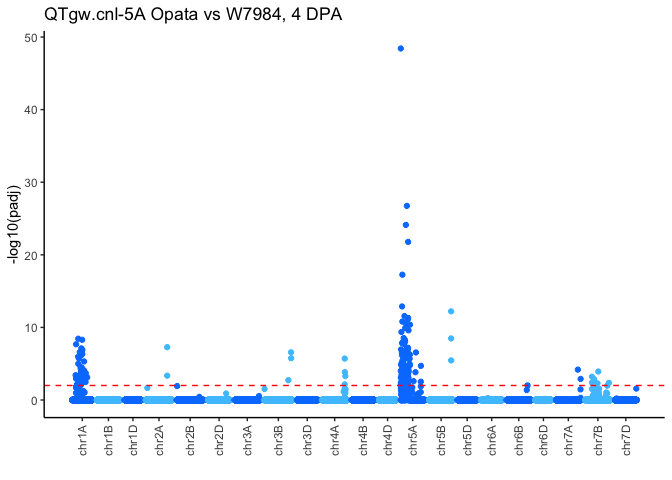 QTgw.cnl-5A Opata vs W7984, 4 DPA
-log10(padj)
50
40
30
20
10
0
chr1A
chr1B
chr1D
chr2A
chr2B
chr2D
chr3A
chr3B
chr3D
chr4A
chr4B
chr4D
chr5A
chr5B
chr5D
chr6A
chr6B
chr6D
chr7A
chr7B
chr7D